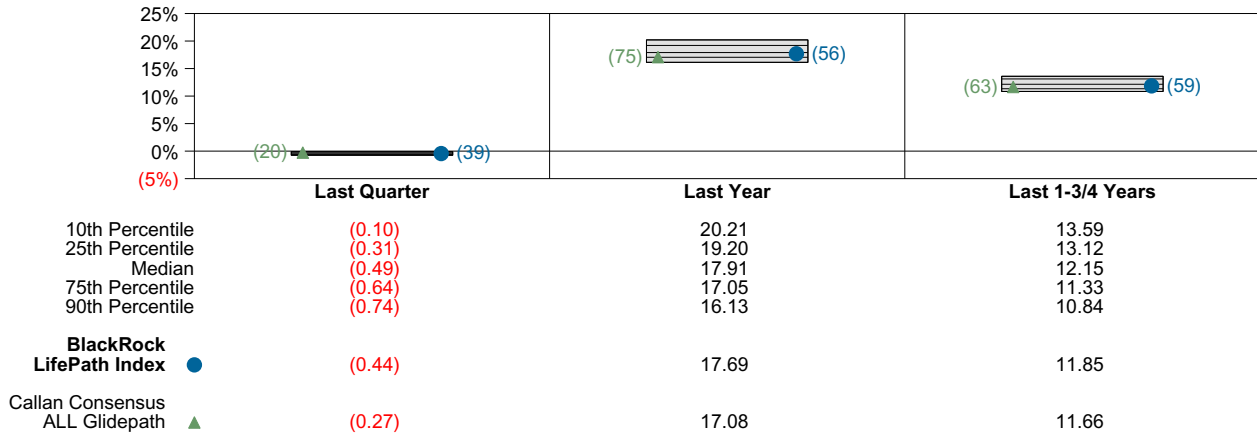 25%
20%
15%
10%
5%
0%
(5%)
(20)
(39)
(75)
(56)
(63)
(59)
Last Quarter Last Year Last 1-3/4 Years
10th Percentile (0.10) 20.21 13.59
25th Percentile (0.31) 19.20 13.12
Median (0.49) 17.91 12.15
75th Percentile (0.64) 17.05 11.33
90th Percentile (0.74) 16.13 10.84
BlackRock
LifePath Index (0.44) 17.69 11.85
Callan Consensus
ALL Glidepath (0.27) 17.08 11.66